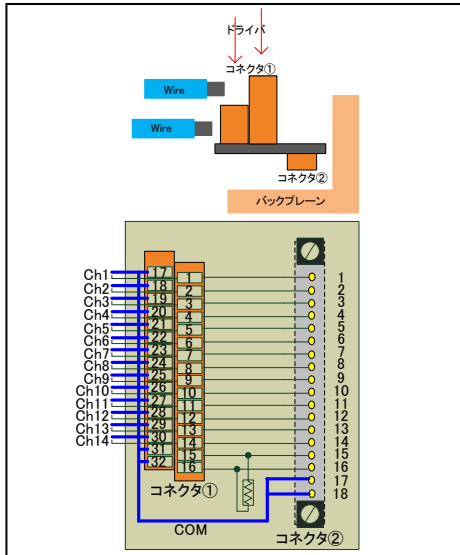 ドライバ
コネクタ①
Wire
Wire
コネクタ②
バックプレーン
Ch1
Ch2
Ch3
Ch4
Ch5
Ch6
Ch7
Ch8
Ch9
Ch10
Ch11
Ch12
Ch13
Ch14
17
18
19
20
21
22
23
24
25
26
27
28
29
30
31
32
1
2
3
4
5
6
7
8
9
10
11
12
13
14
15
16
1
2
3
4
5
6
7
8
9
10
11
12
13
14
15
16
17
18
コネクタ①
COM
コネクタ②